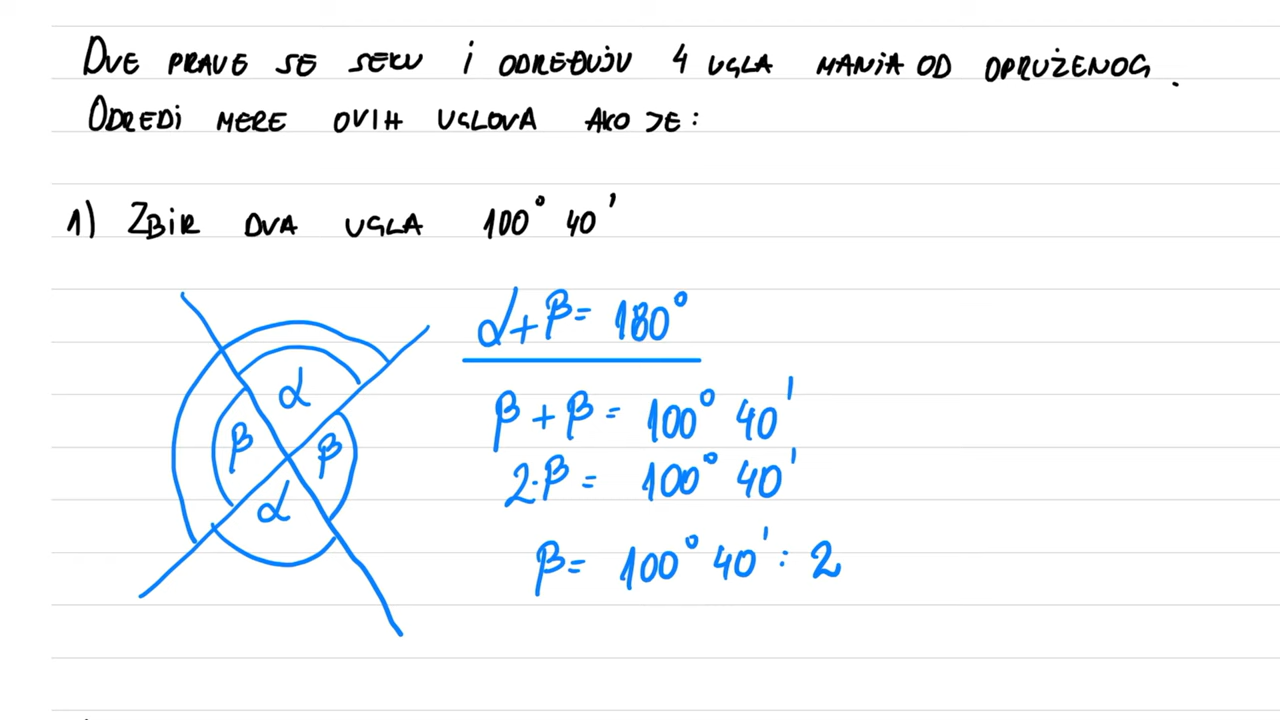 DVE PRAVE SE SEKU I ODREĐUJU 4 UGLA MANJA OD OPRUŽENOG.
ODREDI MERE OVIH UGLOVA AKO JE:
1) ZBIR DVA UGLA 100° 40'
α+β= 180°
β+β= 100° 40'
2·β= 100° 40'
β= 100° 40' : 2
α
β
β
α